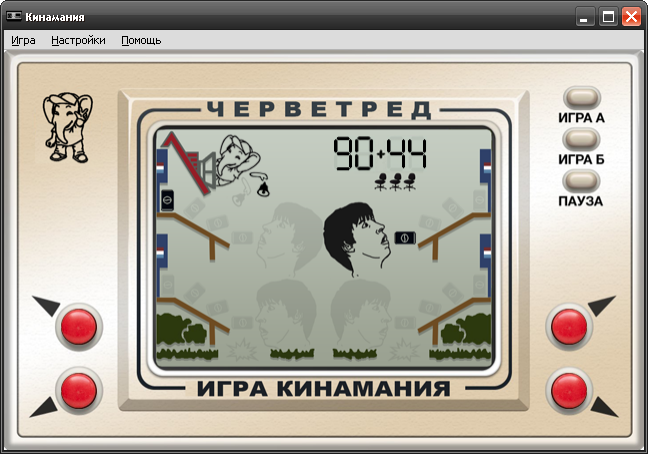 Кинамания
Игра Настройки Помощь
ЧЕРВЕТРЕД
90+44
ИГРА А
ИГРА Б
ПАУЗА
ИГРА КИНАМАНИЯ